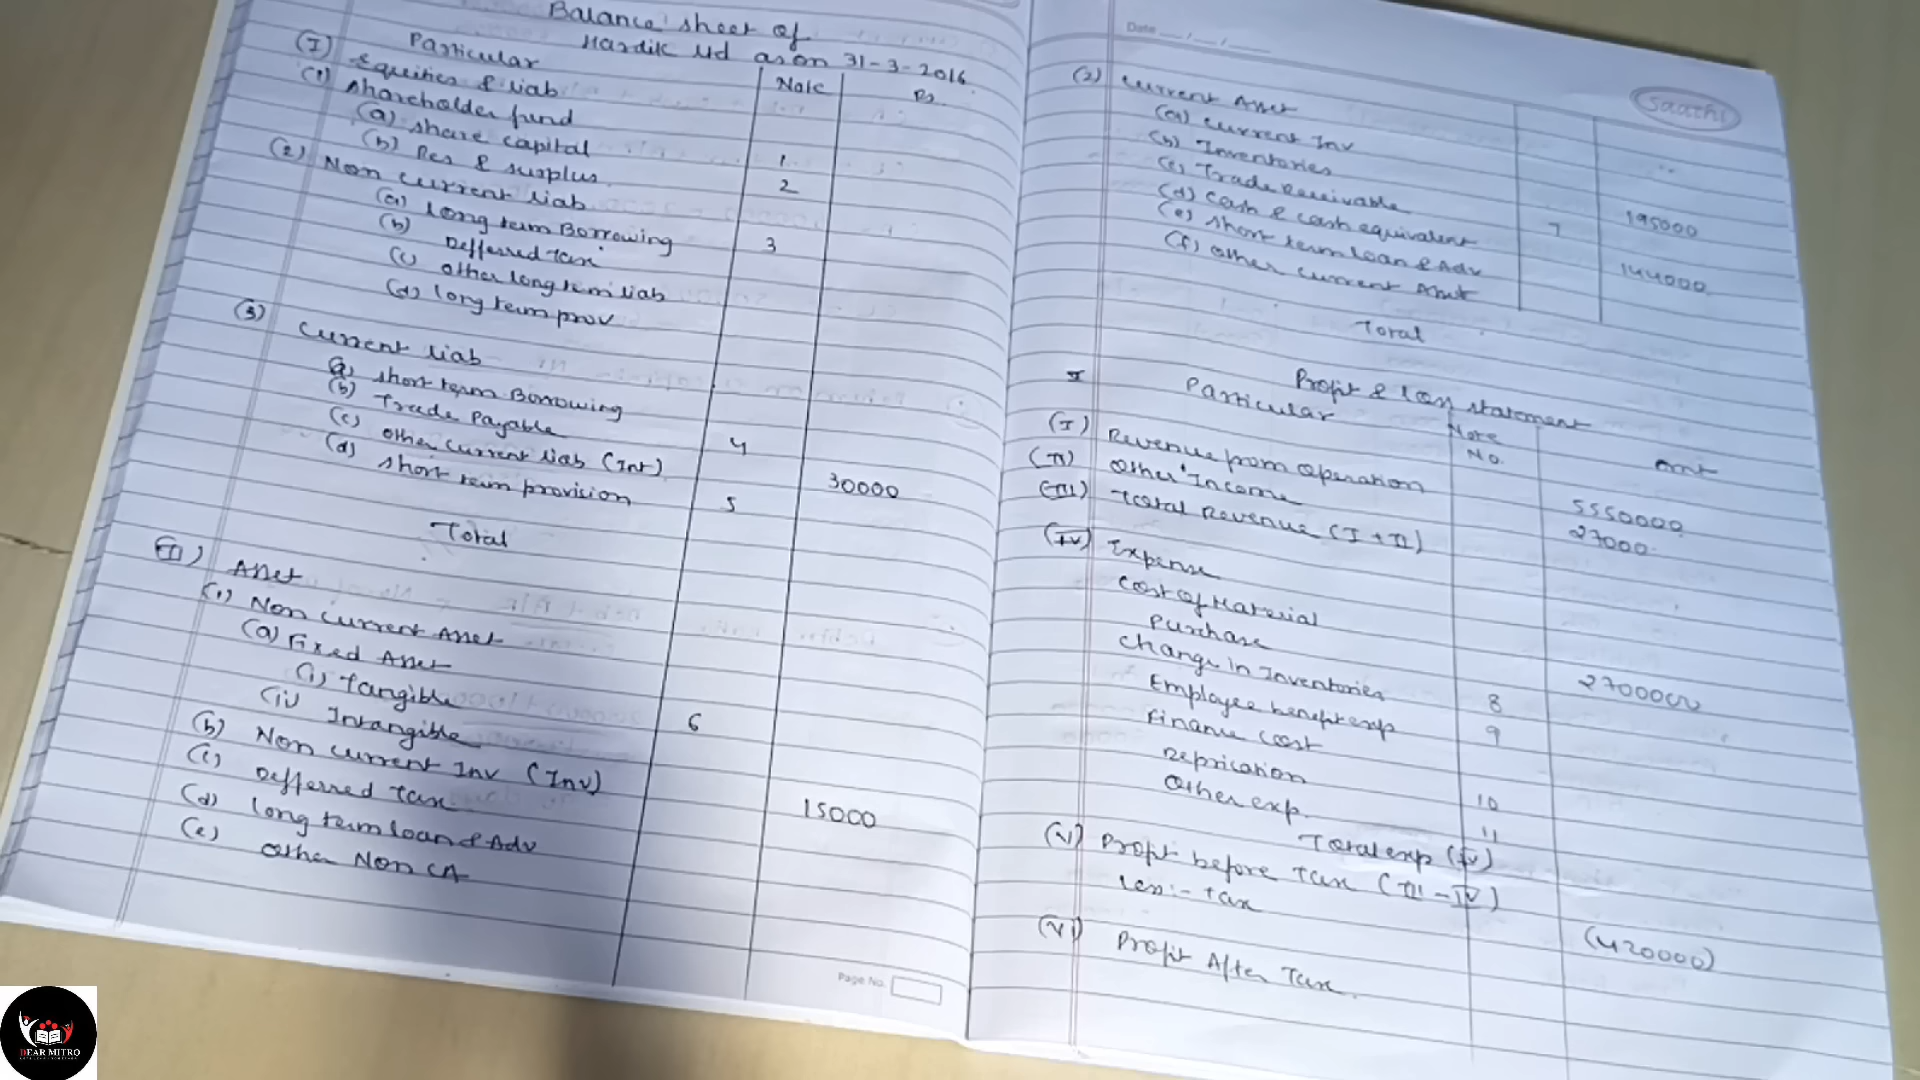 Balance sheet of
Hardik Ltd as on 31-3-2016
Particular Note Rs.
(I) Equities & liab
(1) Shareholder fund
(a) share capital 1
(b) Res & surplus 2
(2) Non current liab
(a) long term Borrowing 3
(b) Defferred tax
(c) other long term liab
(d) long term prov
(3) Current liab
(a) short term Borrowing
(b) Trade Payable 4
(c) other current liab (Int) 30000
(d) short term provision 5
Total
(II) Asset
(1) Non current Asset
(a) Fixed Asset
(i) Tangible 6
(ii) Intangible
(b) Non current Inv (Inv) 15000
(c) Defferred tax
(d) long term loan & Adv
(e) other Non CA
Page No.
Date
Saathi
(2) Current Asset
(a) current Inv
(b) Inventories 195000
(c) Trade Receivable 7
(d) cash & cash equivalent 144000
(e) short term loan & Adv
(f) other current Asset
Total
Profit & loss statement
Particular Note No. Amt
(I) Revenue from operation 5550000
(II) other Income 27000
(III) Total Revenue (I + II)
(IV) Expense
Cost of Material
Purchase 2700000
Change in Inventories 8
Employee benefit exp 9
Finance cost
Deprication 10
Other exp. 11
Total exp (IV)
(V) Profit before tax (III - IV)
less:- tax (420000)
(VI) Profit After Tax.
DEAR MITRO